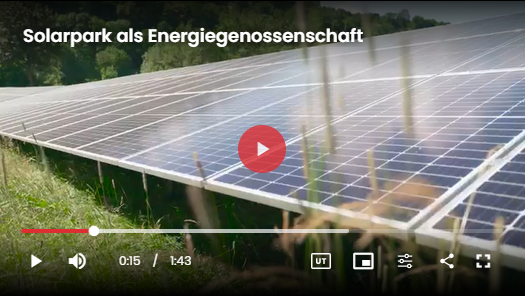 Solarpark als Energiegenossenschaft
0:15 / 1:43
UT